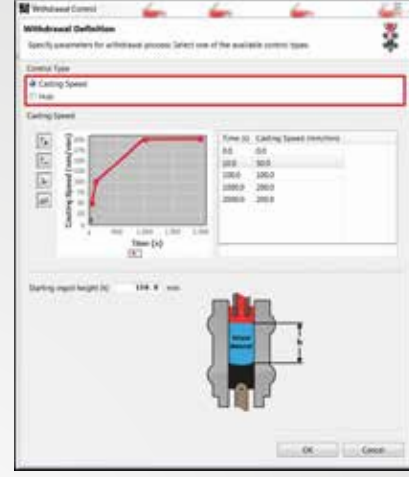 Withdrawal Control
Withdrawal Definition
Specify parameters for withdrawal process. Select one of the available control types.
Control Type
Casting Speed
Hub
Casting Speed
Casting Speed (mm/min)
Time (s)
Time (s) Casting Speed (mm/min)
0.0 0.0
10.0 50.0
100.0 100.0
1000.0 200.0
2000.0 200.0
Starting ingot height (h) mm
h
OK Cancel